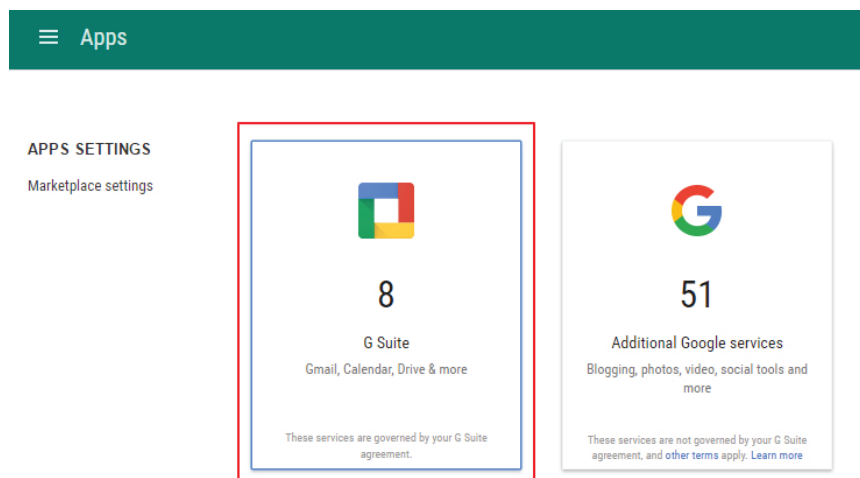 Apps
APPS SETTINGS
Marketplace settings
8
G Suite
Gmail, Calendar, Drive & more
These services are governed by your G Suite
agreement.
51
Additional Google services
Blogging, photos, video, social tools and
more
These services are not governed by your G Suite
agreement, and other terms apply. Learn more